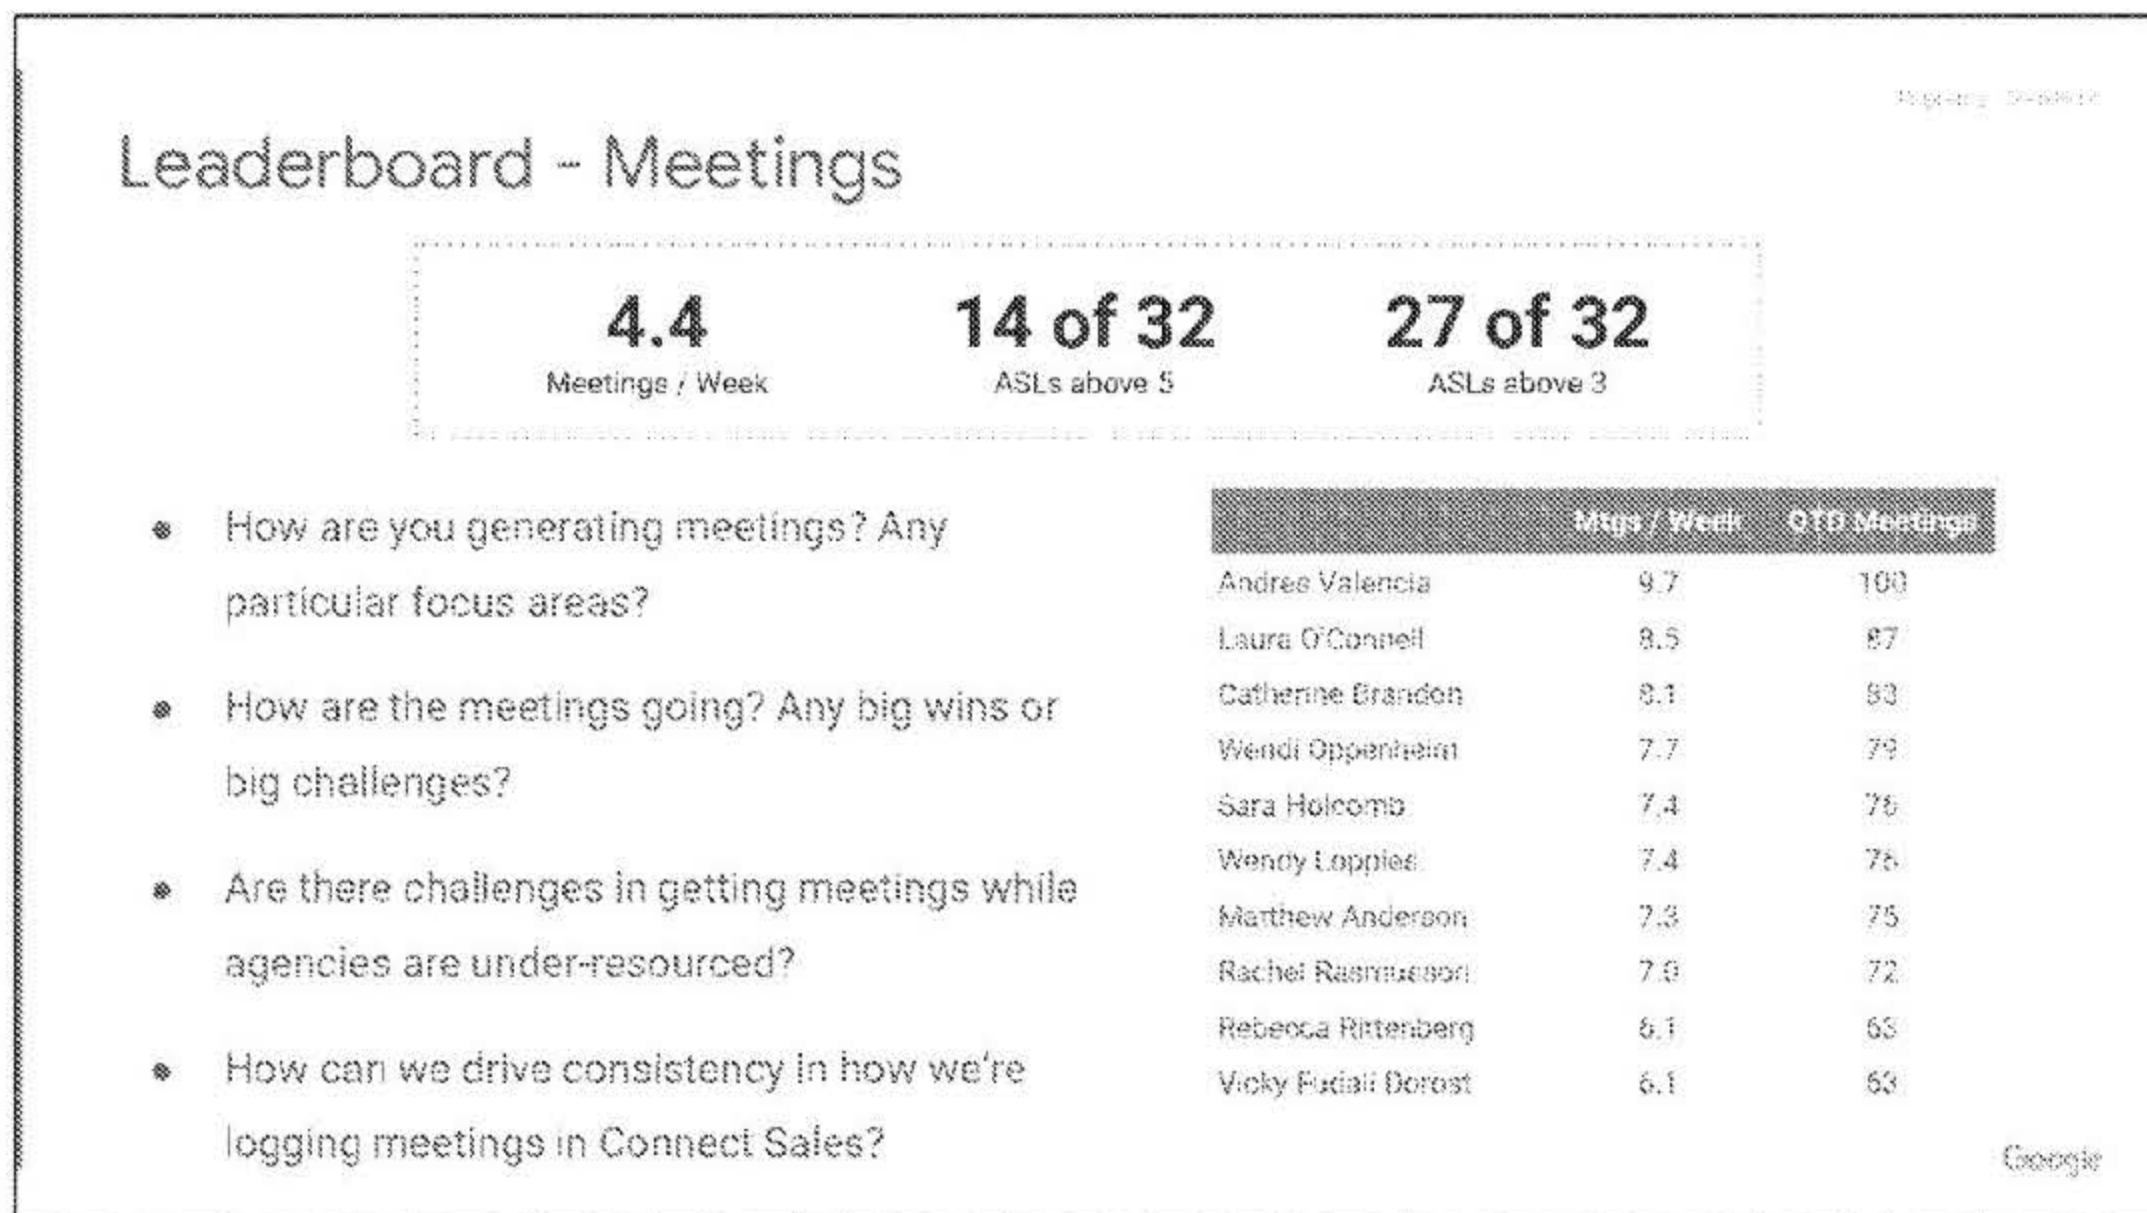 Leaderboard - Meetings
4.4
Meetings / Week
14 of 32
ASLs above 5
27 of 32
ASLs above 3
• How are you generating meetings? Any
particular focus areas?
• How are the meetings going? Any big wins or
big challenges?
• Are there challenges in getting meetings while
agencies are under-resourced?
• How can we drive consistency in how we're
logging meetings in Connect Sales?
Mtgs / Week QTD Meetings
Andres Valencia 9.7 100
Laura O'Connell 8.5 87
Catherine Brandon 8.1
Wendi Oppenheim 7.7 79
Sara Holcomb 7.4 76
Wendy Loppies 7.4
Matthew Anderson 7.3 75
Rachel Rasmusson 7.0 72
Rebecca Rittenberg 6.1 63
Vicky Fudali Dorost 6.1 63
Google